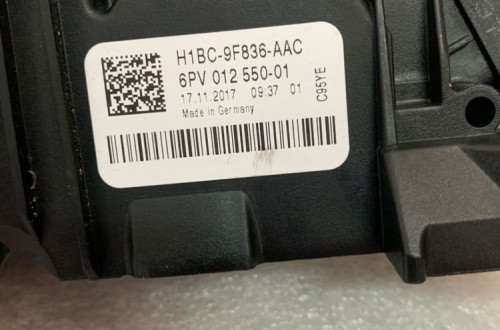 H1BC-9F836-AAC
6PV 012 550-01
17.11.2017 09:37 01
Made in Germany
C95YE